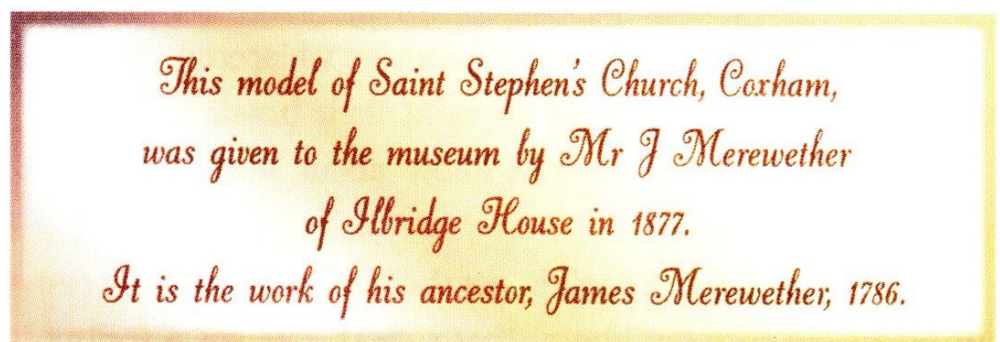 This model of Saint Stephen's Church, Coxham,
was given to the museum by Mr J Merewether
of Ilbridge House in 1877.
It is the work of his ancestor, James Merewether, 1786.